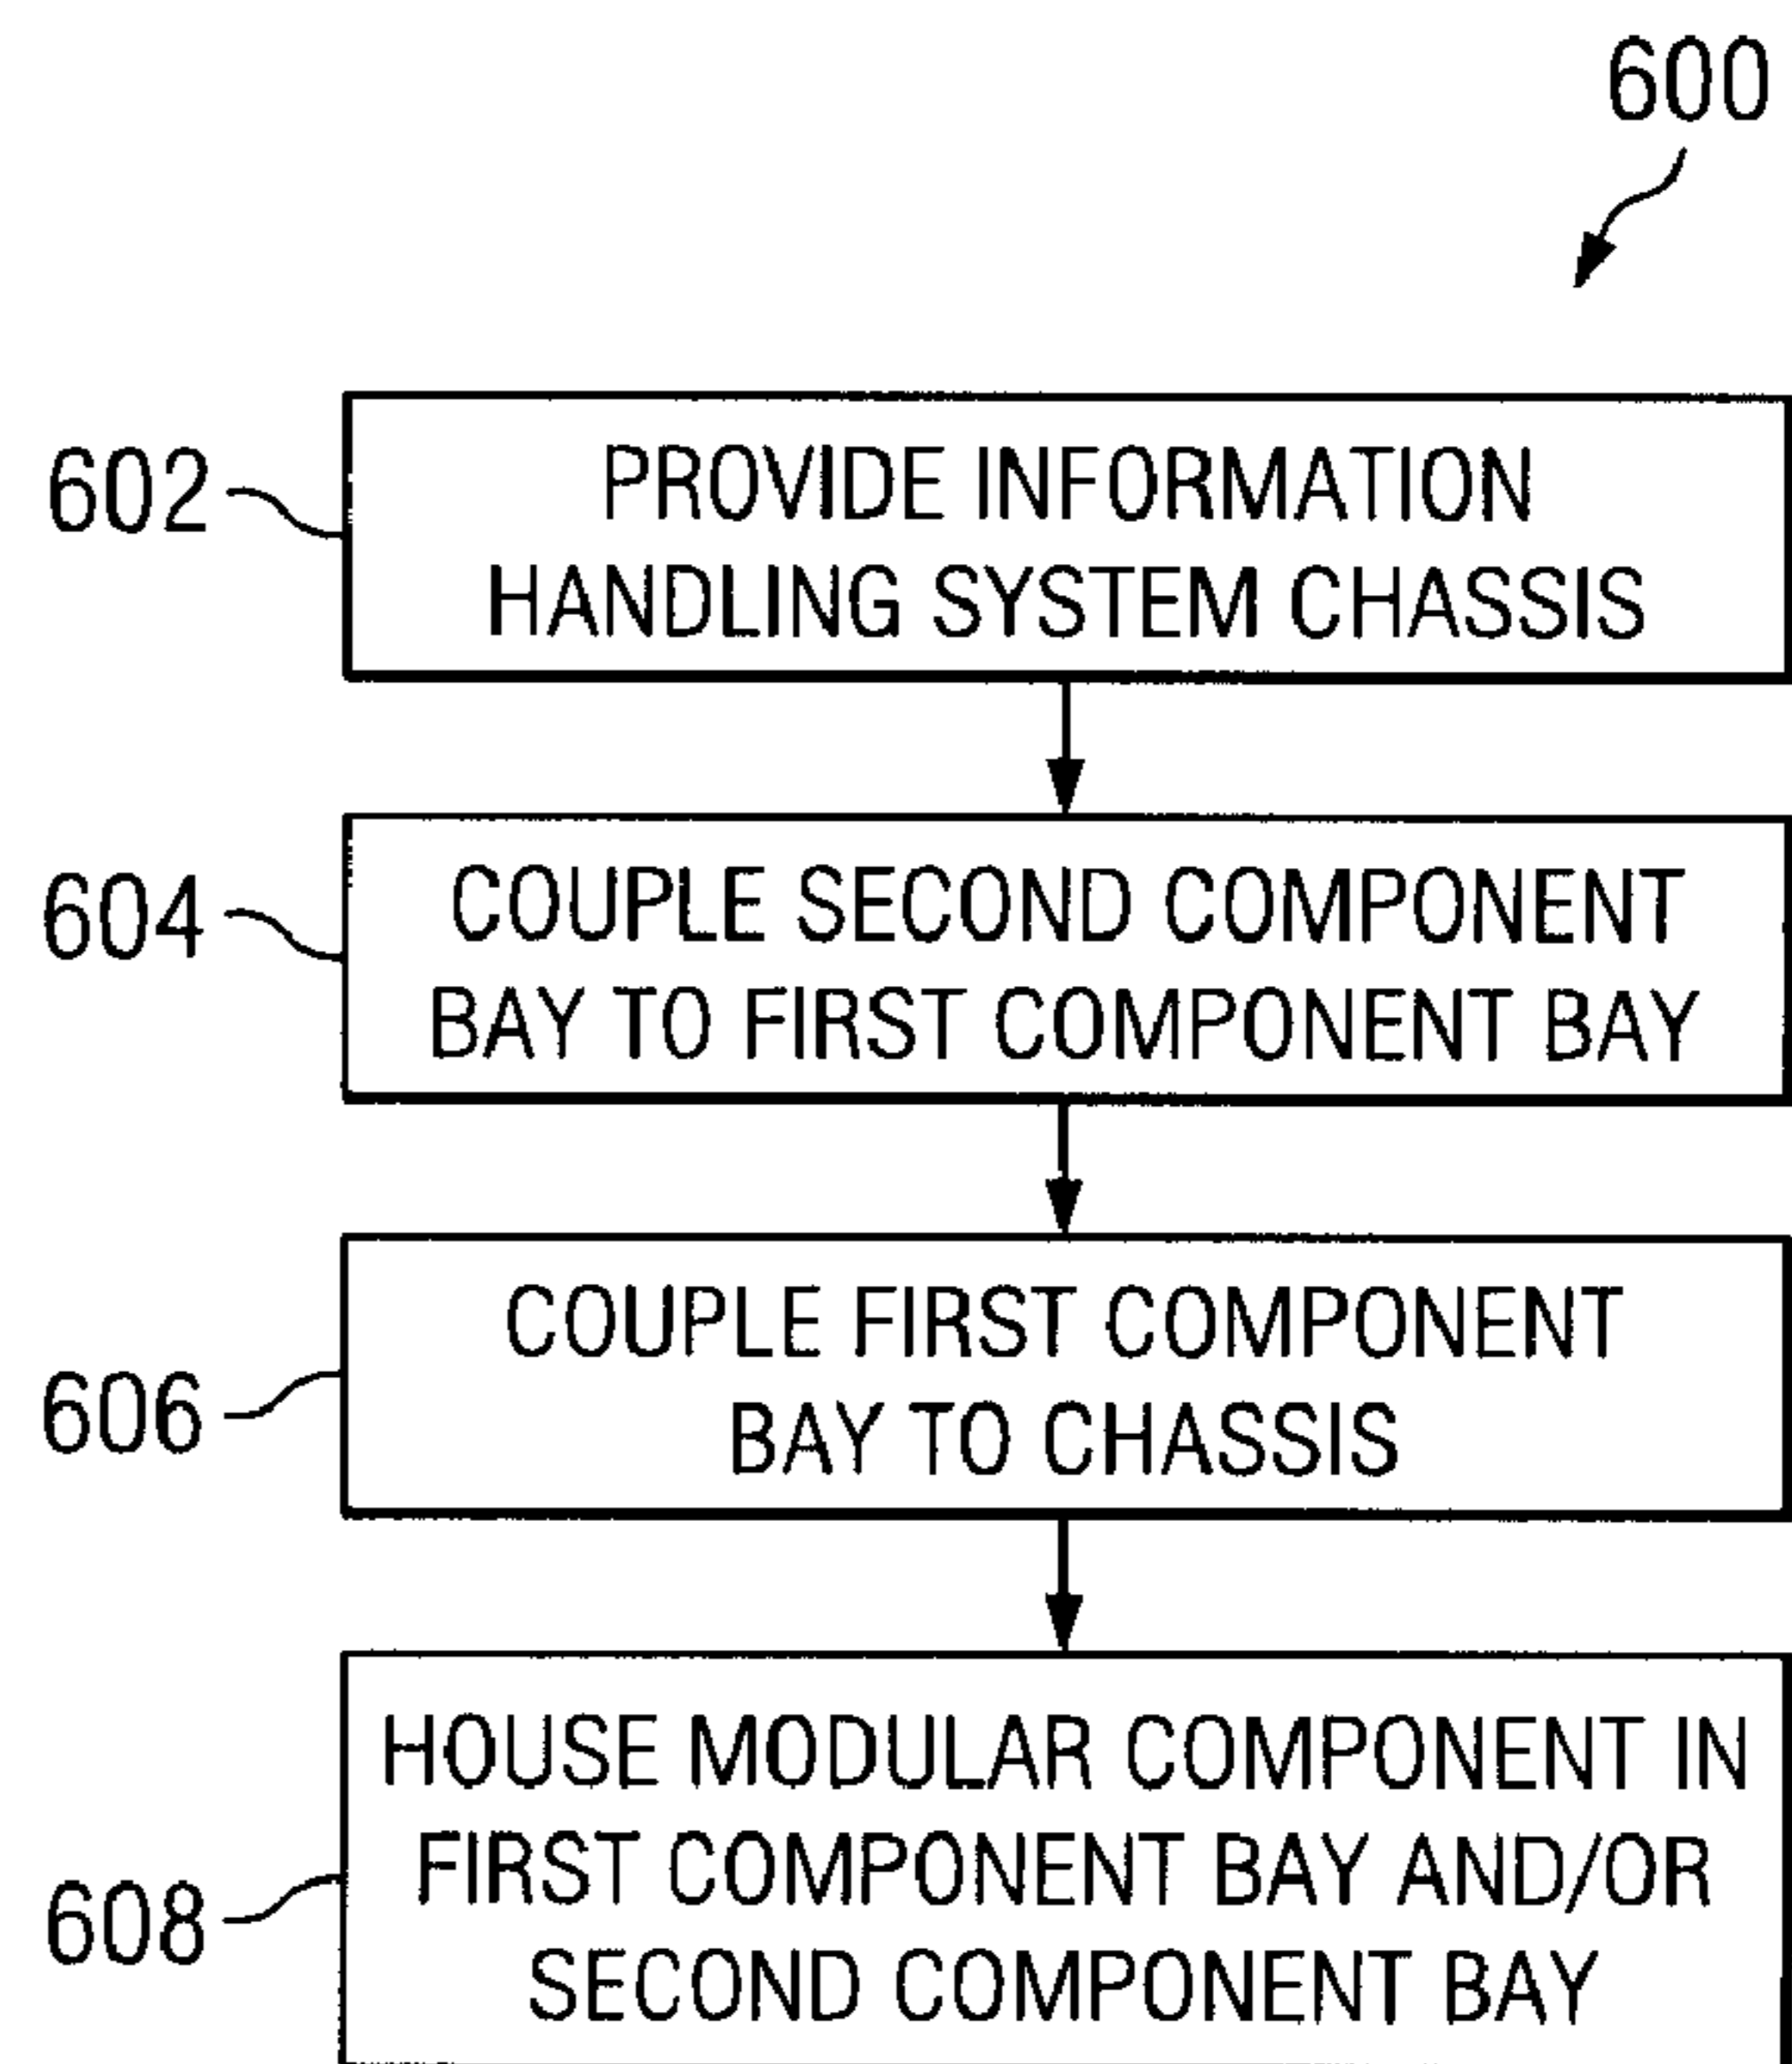 600
602
PROVIDE INFORMATION
HANDLING SYSTEM CHASSIS
604
COUPLE SECOND COMPONENT
BAY TO FIRST COMPONENT BAY
606
COUPLE FIRST COMPONENT
BAY TO CHASSIS
608
HOUSE MODULAR COMPONENT IN
FIRST COMPONENT BAY AND/OR
SECOND COMPONENT BAY